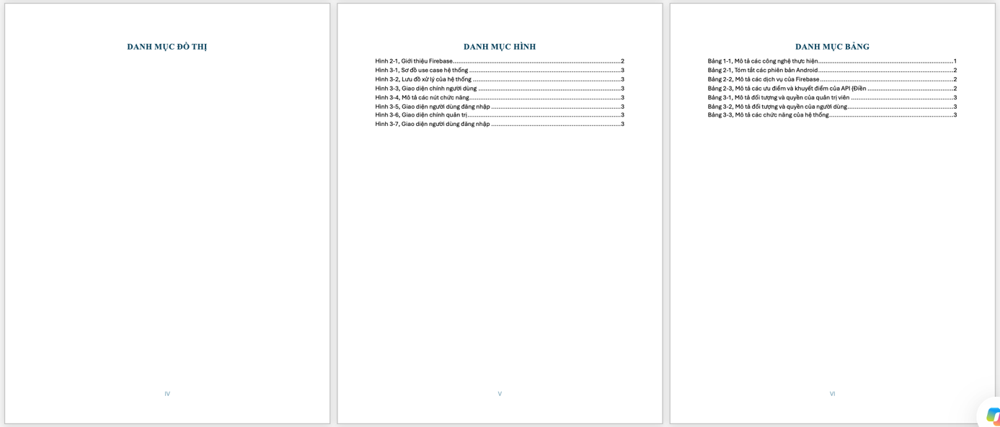 DANH MỤC ĐỒ THỊ
IV
DANH MỤC HÌNH
Hình 2-1, Giới thiệu Firebase....................2
Hình 3-1, Sơ đồ use case hệ thống ....................3
Hình 3-2, Lưu đồ xử lý của hệ thống ....................3
Hình 3-3, Giao diện chính người dùng ....................3
Hình 3-4, Mô tả các nút chức năng....................3
Hình 3-5, Giao diện người dùng đăng nhập ....................3
Hình 3-6, Giao diện chính quản trị....................3
Hình 3-7, Giao diện người dùng đăng nhập ....................3
V
DANH MỤC BẢNG
Bảng 1-1, Mô tả các công nghệ thực hiện....................1
Bảng 2-1, Tóm tắt các phiên bản Android....................2
Bảng 2-2, Mô tả các dịch vụ của Firebase....................2
Bảng 2-3, Mô tả các ưu điểm và khuyết điểm của API {Điền ....................2
Bảng 3-1, Mô tả đối tượng và quyền của quản trị viên ....................3
Bảng 3-2, Mô tả đối tượng và quyền của người dùng....................3
Bảng 3-3, Mô tả các chức năng của hệ thống....................3
VI